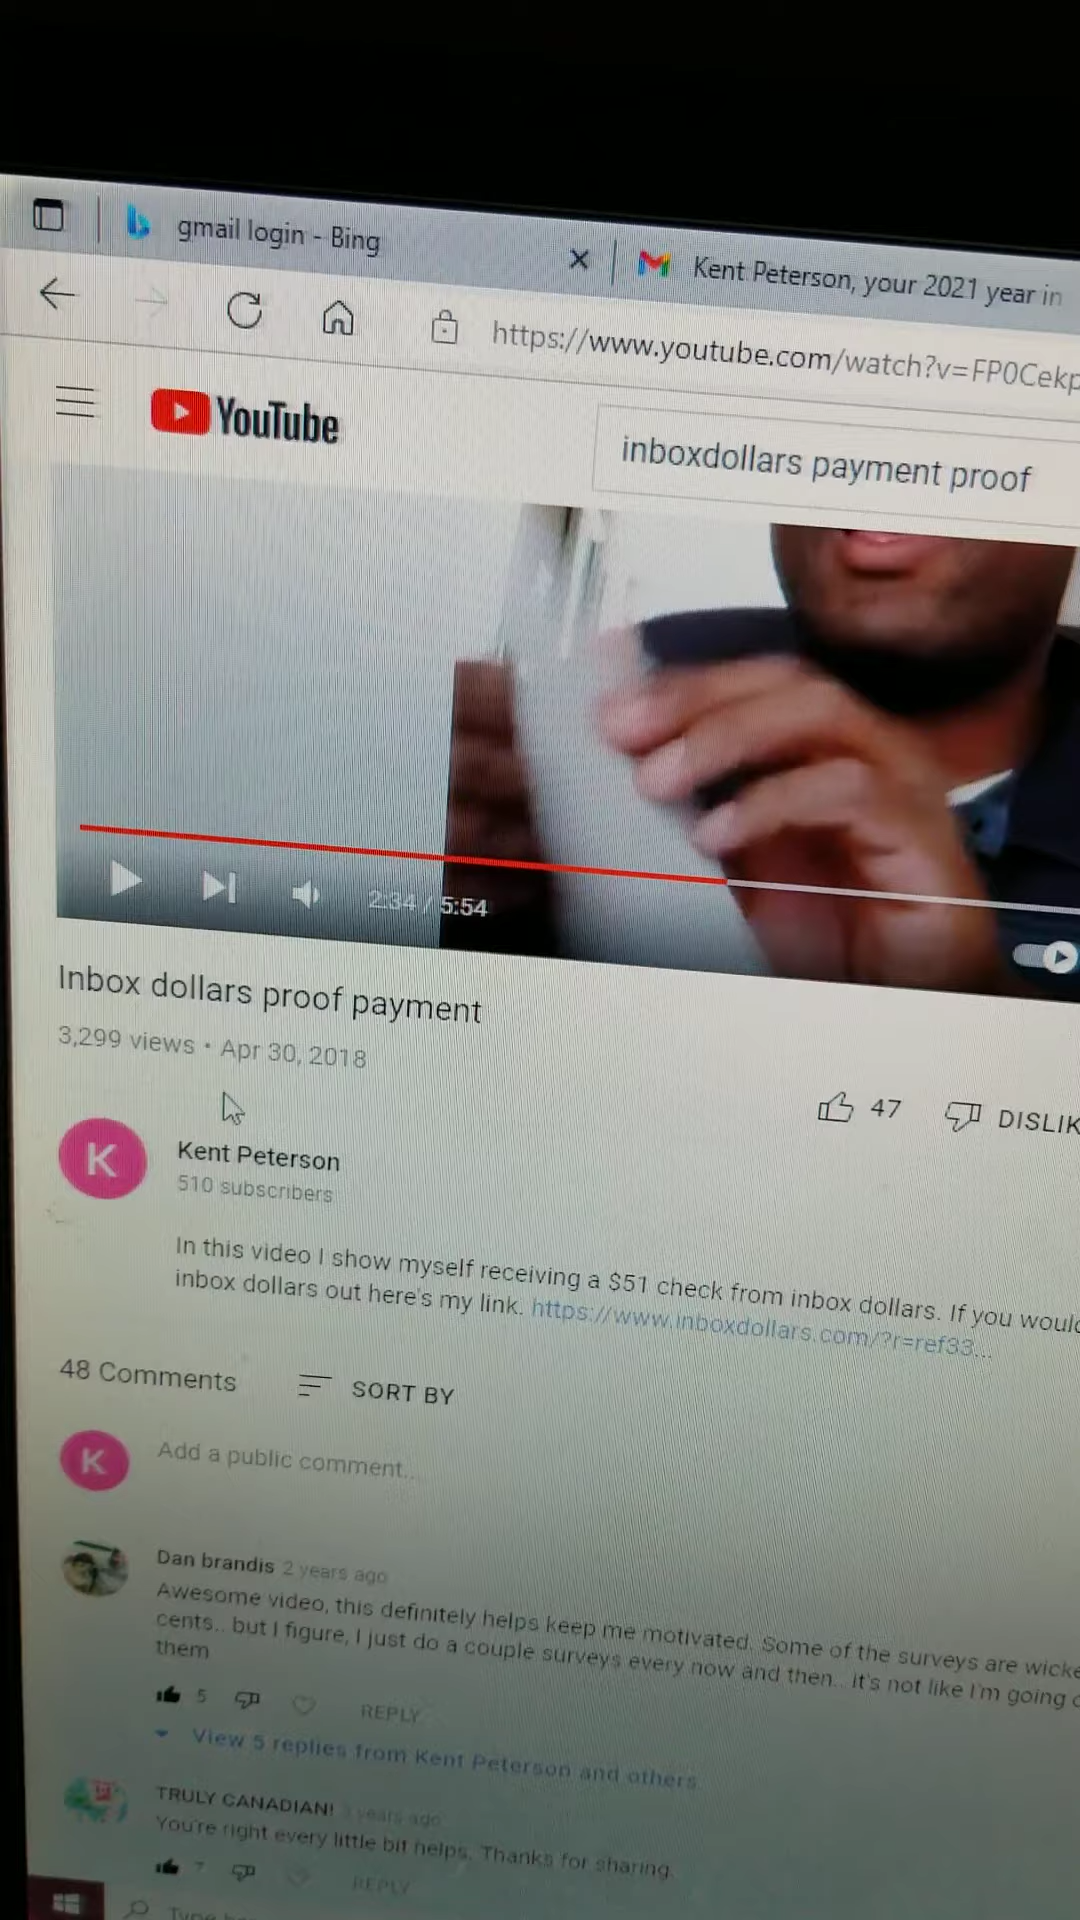 gmail login - Bing
Kent Peterson, your 2021 year in
https://www.youtube.com/watch?v=FP0Cekp
YouTube
inboxdollars payment proof
2:34 / 5:54
Inbox dollars proof payment
3,299 views • Apr 30, 2018
47 DISLIK
K
Kent Peterson
510 subscribers
In this video I show myself receiving a $51 check from inbox dollars. If you would
inbox dollars out here's my link. https://www.inboxdollars.com/?r=ref33...
48 Comments SORT BY
K
Add a public comment...
Dan brandis 2 years ago
Awesome video, this definitely helps keep me motivated. Some of the surveys are wicke
cents.. but I figure, I just do a couple surveys every now and then.. it's not like I'm going
them
5 REPLY
View 5 replies from Kent Peterson and others
TRULY CANADIAN! years ago
You're right every little bit helps. Thanks for sharing.
7 REPLY
Type